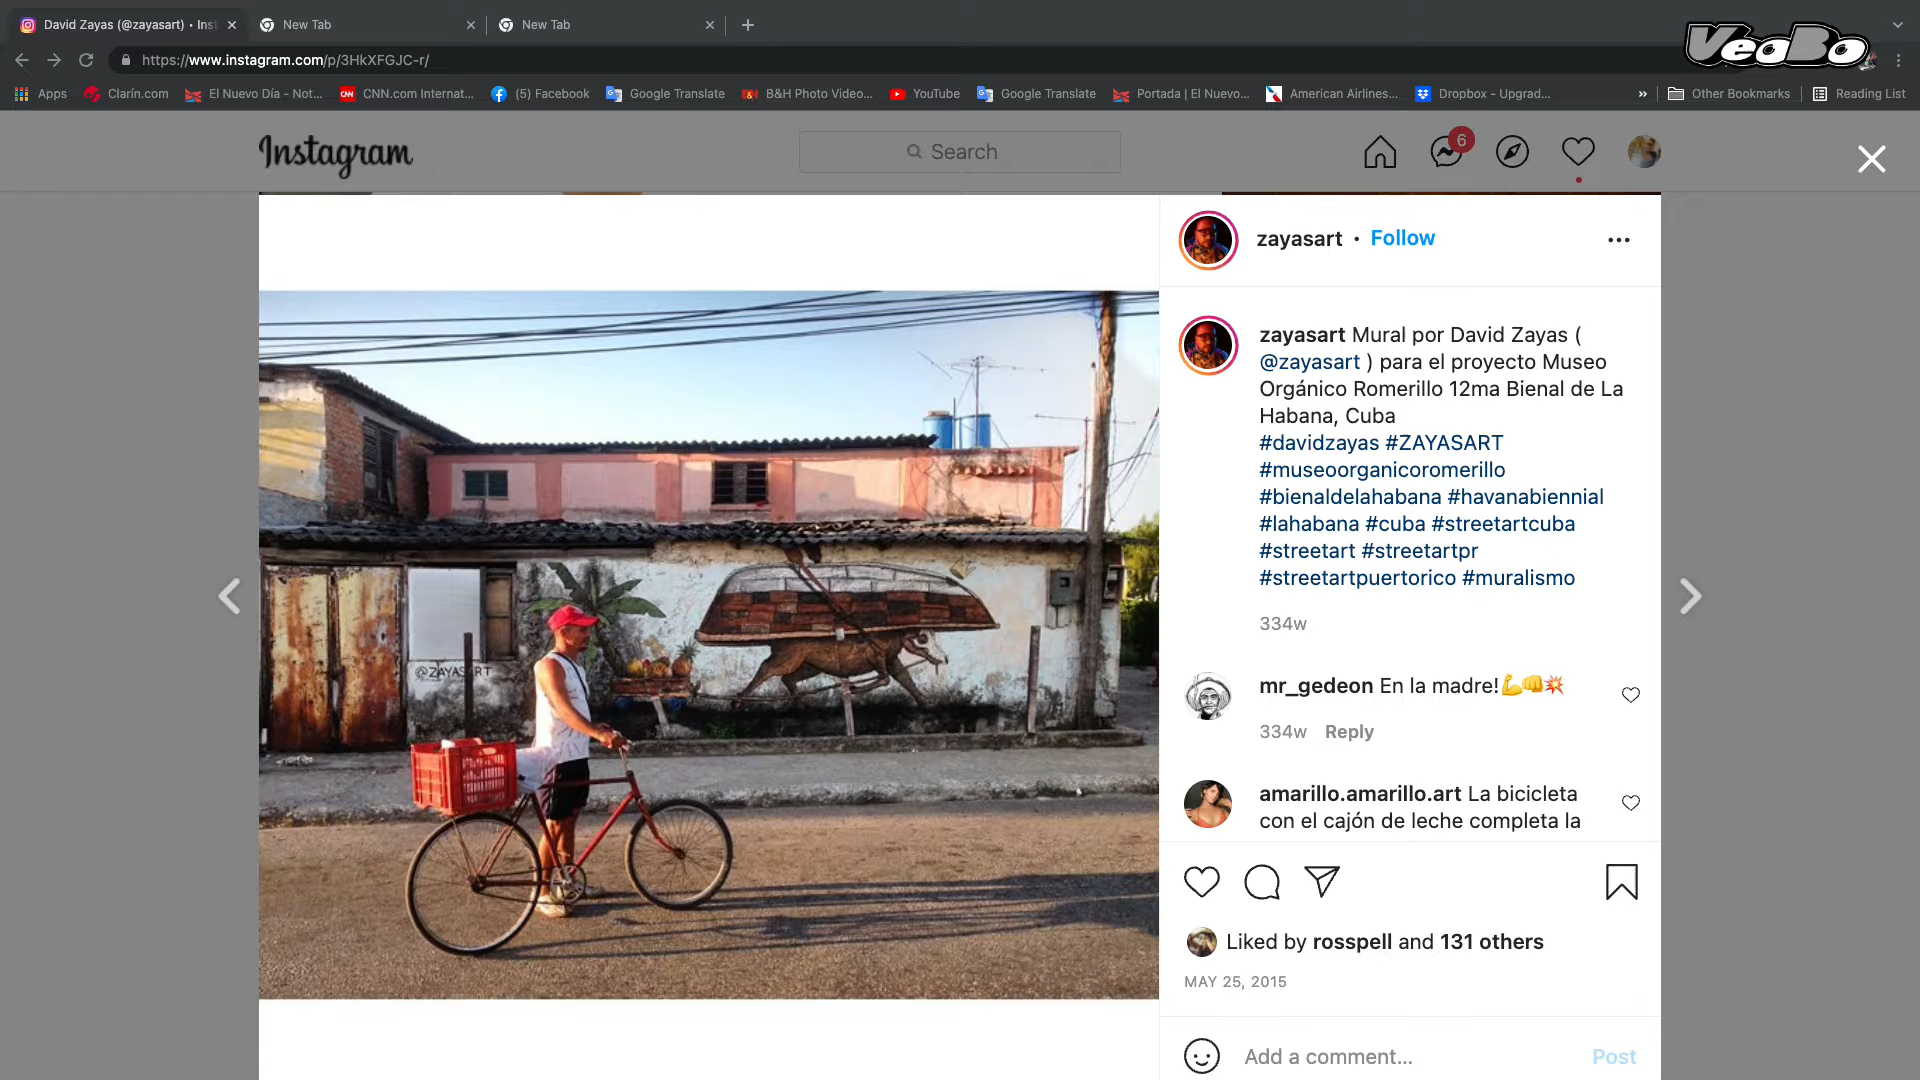 David Zayas (@zayasart) • Ins
New Tab
New Tab
VeoBo
https://www.instagram.com/p/3HkXFGJC-r/
Apps
Clarín.com
El Nuevo Día - Not...
CNN.com Internat...
(5) Facebook
Google Translate
B&H Photo Video...
YouTube
Google Translate
Portada | El Nuevo...
American Airlines...
Dropbox - Upgrad...
»
Other Bookmarks
Reading List
Instagram
Search
6
zayasart • Follow
zayasart Mural por David Zayas (
@zayasart ) para el proyecto Museo
Orgánico Romerillo 12ma Bienal de La
Habana, Cuba
#davidzayas #ZAYASART
#museoorganicoromerillo
#bienaldelahabana #havanabiennial
#lahabana #cuba #streetartcuba
#streetart #streetartpr
#streetartpuertorico #muralismo
334w
@ZAYASART
mr_gedeon En la madre!💪👊💥
334w Reply
amarillo.amarillo.art La bicicleta
con el cajón de leche completa la
Liked by rosspell and 131 others
MAY 25, 2015
Add a comment...
Post